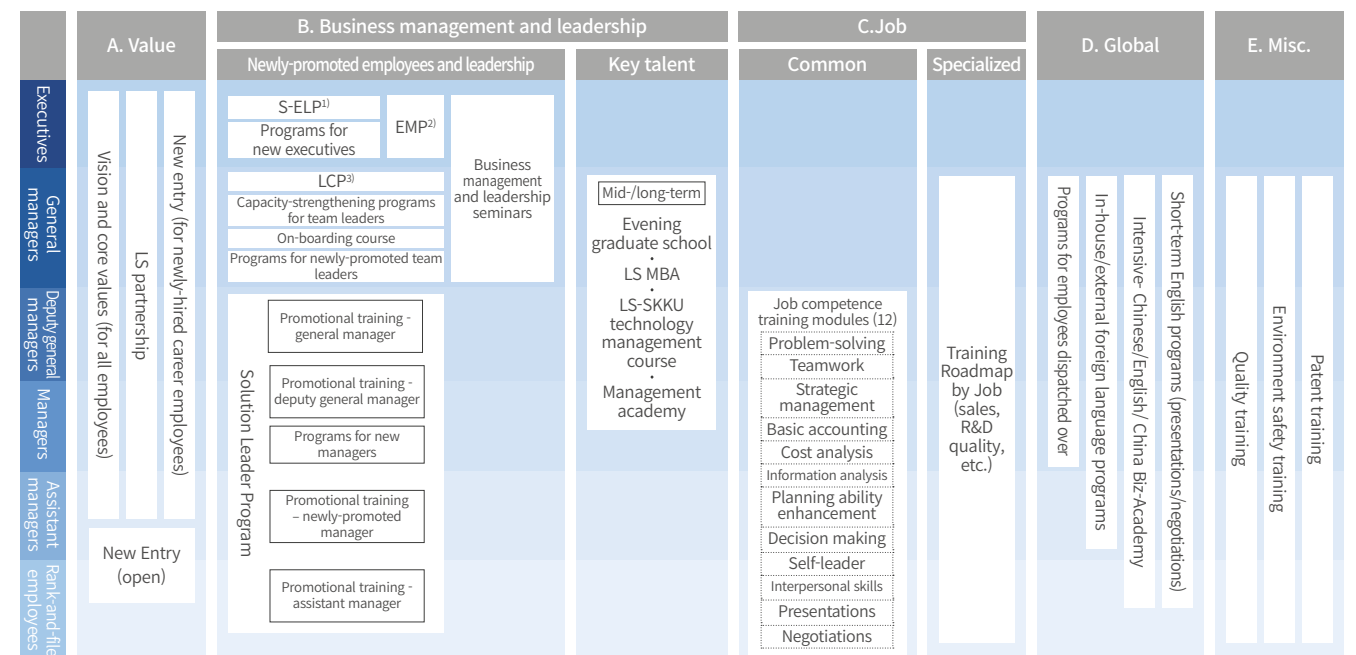 A. Value
B. Business management and leadership
C.Job
D. Global
E. Misc.
Newly-promoted employees and leadership
Key talent
Common
Specialized
Executives
General
managers
Deputy general
managers
Managers
Assistant
managers
Rank-and-file
employees
Vision and core values (for all employees)
LS partnership
New entry (for newly-hired career employees)
New Entry
(open)
S-ELP1)
Programs for
new executives
EMP2)
LCP3)
Capacity-strengthening programs
for team leaders
On-boarding course
Programs for newly-promoted team
leaders
Business
management
and leadership
seminars
Solution Leader Program
Promotional training -
general manager
Promotional training -
deputy general manager
Programs for new
managers
Promotional training
– newly-promoted
manager
Promotional training -
assistant manager
Mid-/long-term
Evening
graduate school
•
LS MBA
•
LS-SKKU
technology
management
course
•
Management
academy
Job competence
training modules (12)
Problem-solving
Teamwork
Strategic
management
Basic accounting
Cost analysis
Information analysis
Planning ability
enhancement
Decision making
Self-leader
Interpersonal skills
Presentations
Negotiations
Training
Roadmap
by Job
(sales,
R&D
quality,
etc.)
Programs for employees dispatched over
In-house/external foreign language programs
Intensive- Chinese/English/ China Biz-Academy
Short-term English programs (presentations/negotiations)
Quality training
Environment safety training
Patent training